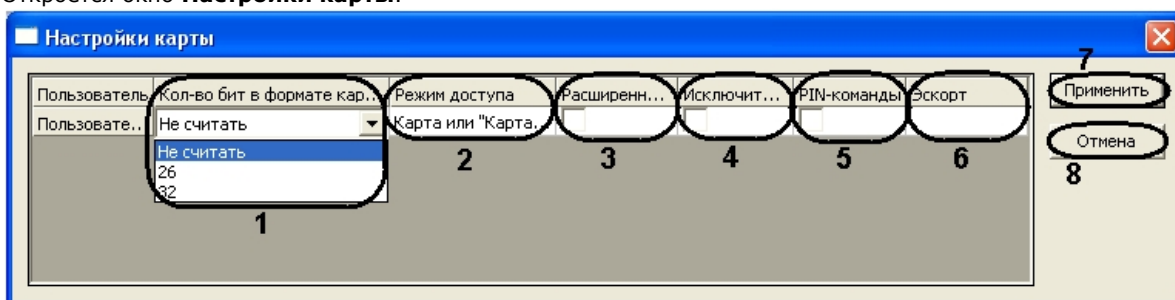 Откроется окно Настройки карты.
Настройки карты
7
Пользователь Кол-во бит в формате кар... Режим доступа Расширенн... Исключит... PIN-команды Эскорт Применить
Пользовате... Не считать Карта или "Карта...
Не считать 2 3 4 5 6 Отмена
26
32 8
1